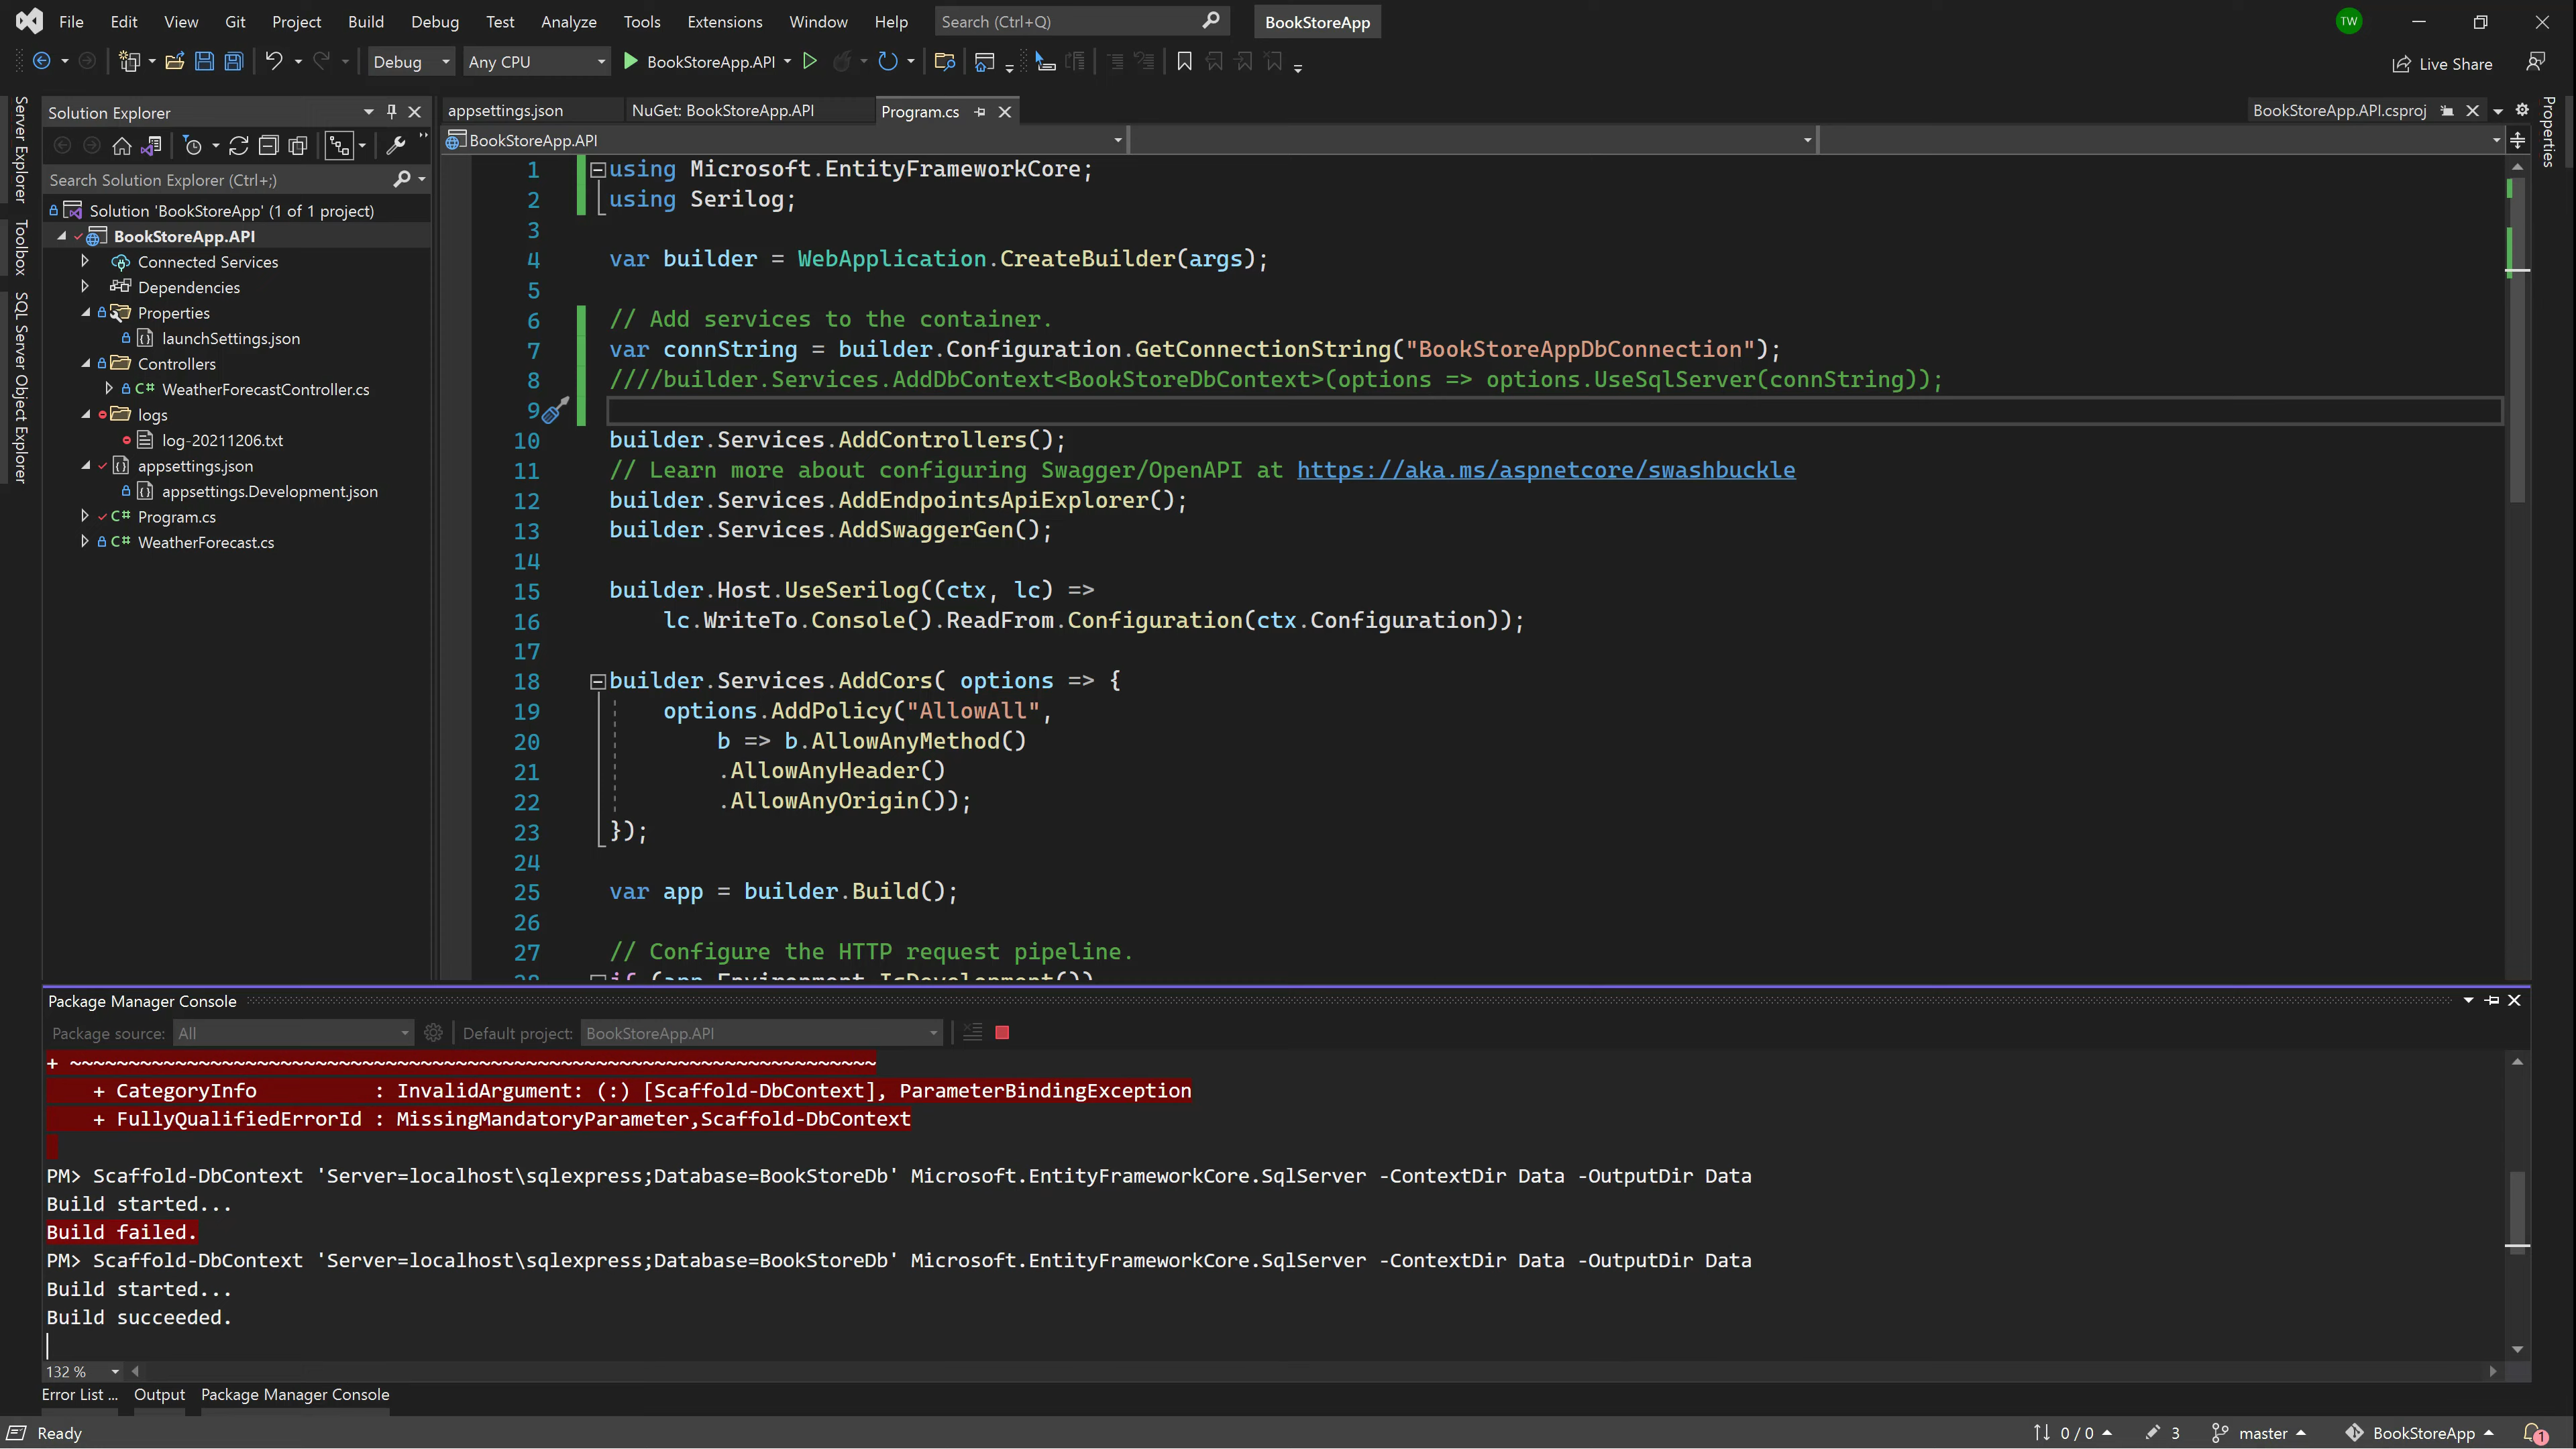 File Edit View Git Project Build Debug Test Analyze Tools Extensions Window Help Search (Ctrl+Q) BookStoreApp TW
Debug Any CPU BookStoreApp.API Live Share
Server Explorer
Toolbox
SQL Server Object Explorer
Solution Explorer
Search Solution Explorer (Ctrl+;)
Solution 'BookStoreApp' (1 of 1 project)
BookStoreApp.API
Connected Services
Dependencies
Properties
launchSettings.json
Controllers
C# WeatherForecastController.cs
logs
log-20211206.txt
appsettings.json
appsettings.Development.json
C# Program.cs
C# WeatherForecast.cs
appsettings.json NuGet: BookStoreApp.API Program.cs BookStoreApp.API.csproj
BookStoreApp.API
Properties
1 using Microsoft.EntityFrameworkCore;
2 using Serilog;
3
4 var builder = WebApplication.CreateBuilder(args);
5
6 // Add services to the container.
7 var connString = builder.Configuration.GetConnectionString("BookStoreAppDbConnection");
8 ////builder.Services.AddDbContext<BookStoreDbContext>(options => options.UseSqlServer(connString));
9
10 builder.Services.AddControllers();
11 // Learn more about configuring Swagger/OpenAPI at https://aka.ms/aspnetcore/swashbuckle
12 builder.Services.AddEndpointsApiExplorer();
13 builder.Services.AddSwaggerGen();
14
15 builder.Host.UseSerilog((ctx, lc) =>
16 lc.WriteTo.Console().ReadFrom.Configuration(ctx.Configuration));
17
18 builder.Services.AddCors( options => {
19 options.AddPolicy("AllowAll",
20 b => b.AllowAnyMethod()
21 .AllowAnyHeader()
22 .AllowAnyOrigin());
23 });
24
25 var app = builder.Build();
26
27 // Configure the HTTP request pipeline.
28 if (app.Environment.IsDevelopment())
Package Manager Console
Package source: All Default project: BookStoreApp.API
+ ~~~~~~~~~~~~~~~~~~~~~~~~~~~~~~~~~~~~~~~~~~~~~~~~~~~~~~~~~~~~~~~~~~~~~
+ CategoryInfo : InvalidArgument: (:) [Scaffold-DbContext], ParameterBindingException
+ FullyQualifiedErrorId : MissingMandatoryParameter,Scaffold-DbContext
PM> Scaffold-DbContext 'Server=localhost\sqlexpress;Database=BookStoreDb' Microsoft.EntityFrameworkCore.SqlServer -ContextDir Data -OutputDir Data
Build started...
Build failed.
PM> Scaffold-DbContext 'Server=localhost\sqlexpress;Database=BookStoreDb' Microsoft.EntityFrameworkCore.SqlServer -ContextDir Data -OutputDir Data
Build started...
Build succeeded.
132 %
Error List ... Output Package Manager Console
Ready 0 / 0 3 master BookStoreApp 1